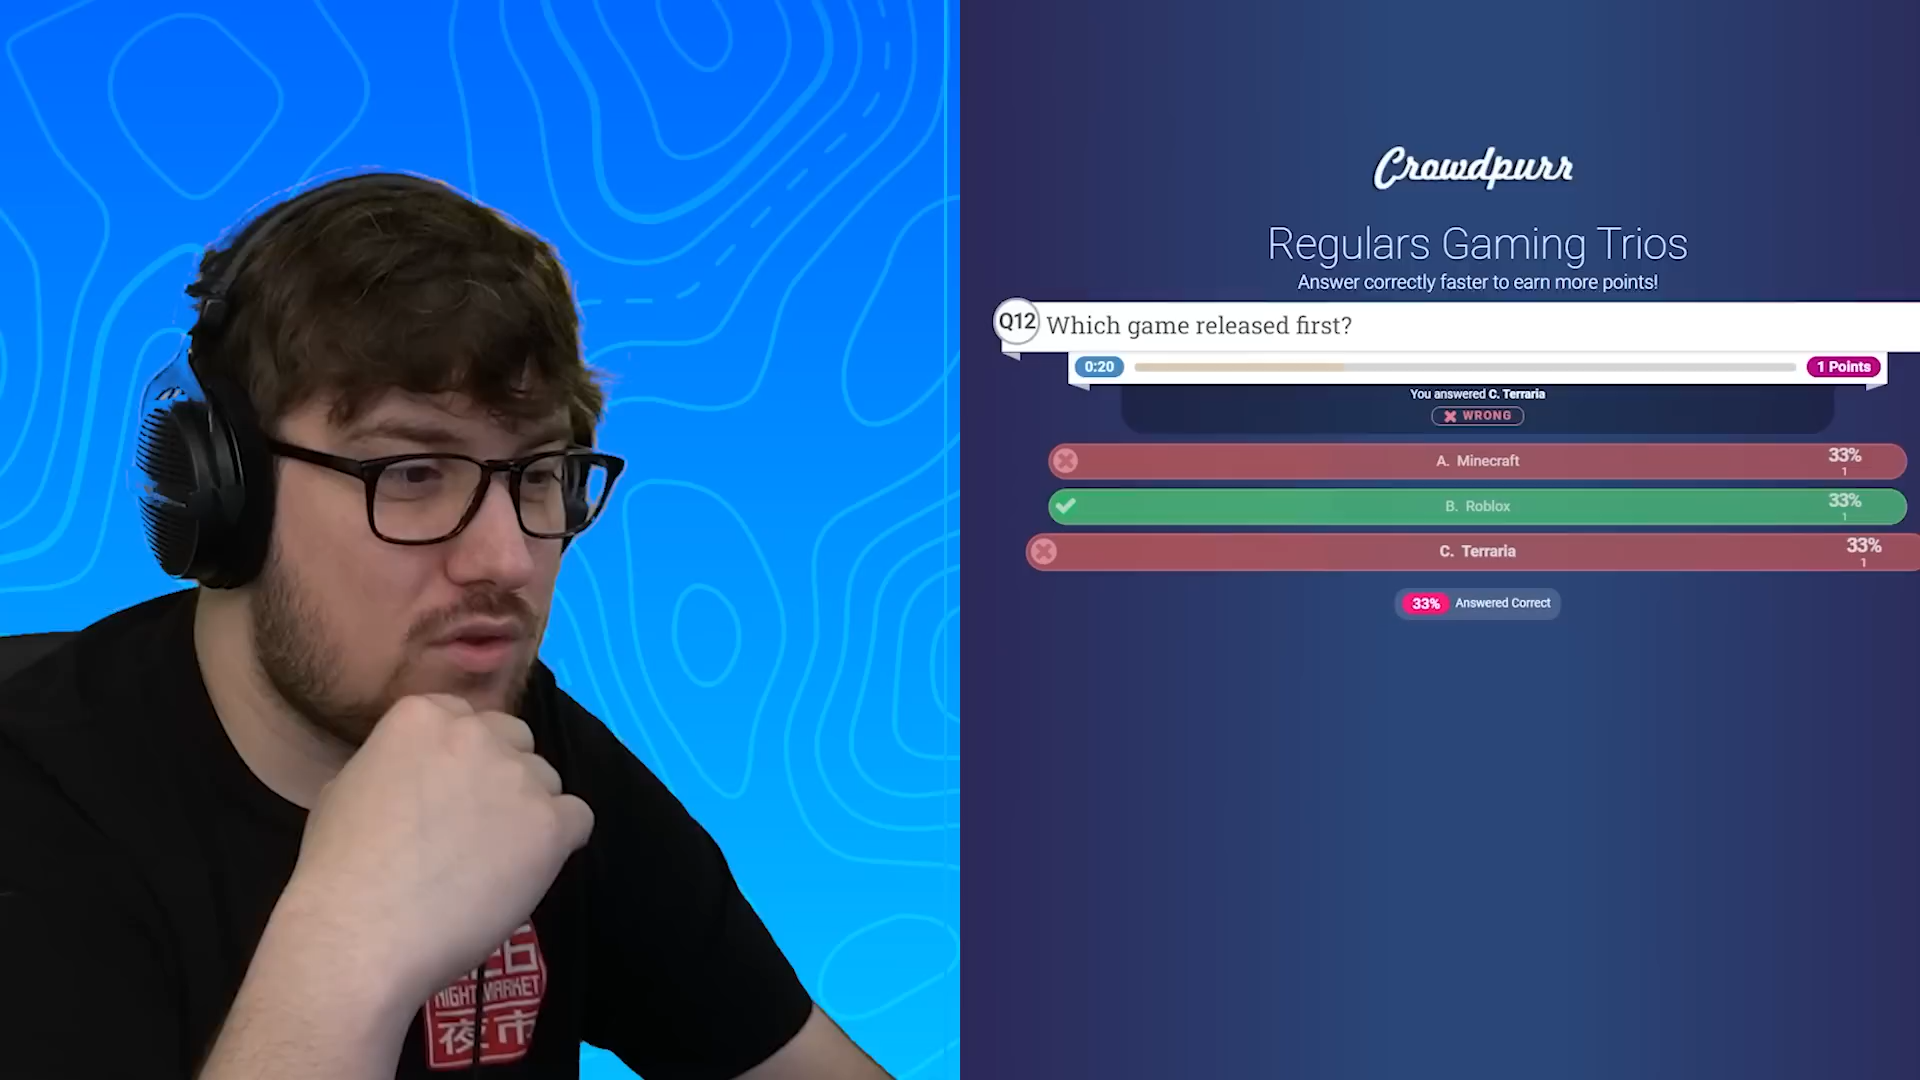 Crowdpurr
Regulars Gaming Trios
Answer correctly faster to earn more points!
Q12 Which game released first?
0:20
1 Points
You answered C. Terraria
WRONG
A. Minecraft
33%
1
B. Roblox
33%
1
C. Terraria
33%
1
33% Answered Correct
NIGHT MARKET
夜市